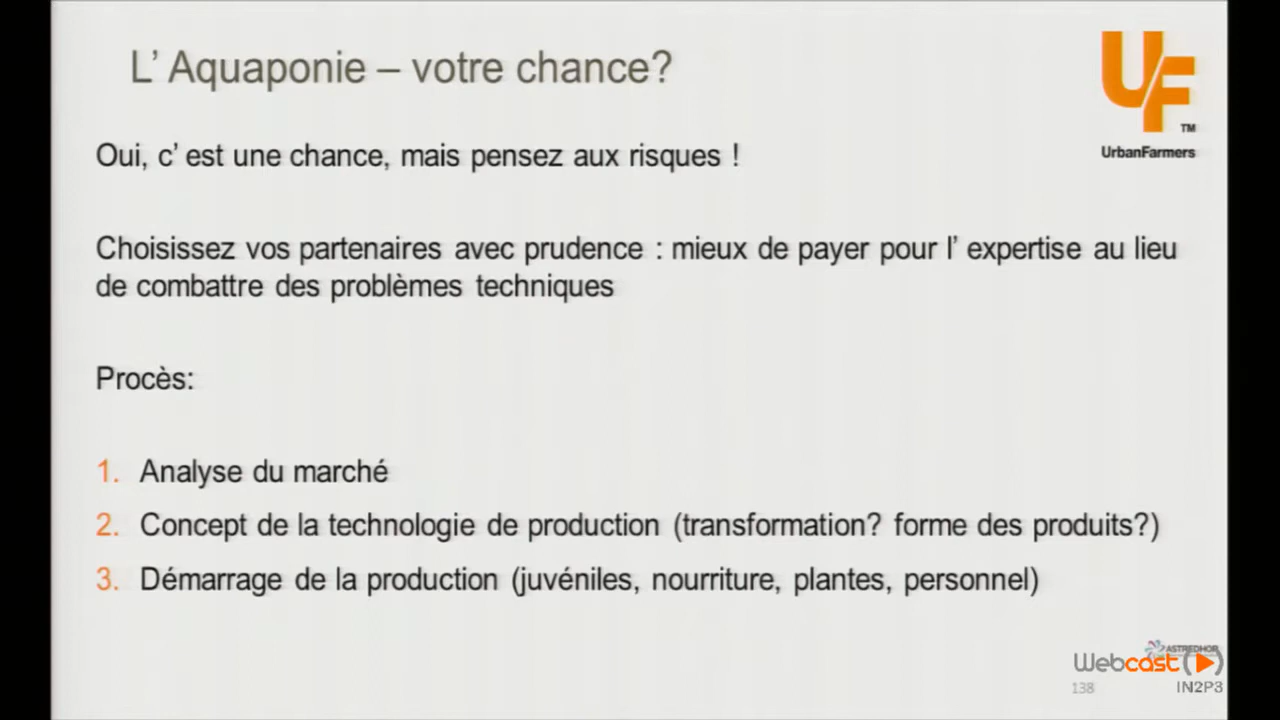 L’ Aquaponie – votre chance?
UF
TM
UrbanFarmers
Oui, c’ est une chance, mais pensez aux risques !
Choisissez vos partenaires avec prudence : mieux de payer pour l’ expertise au lieu
de combattre des problèmes techniques
Procès:
1. Analyse du marché
2. Concept de la technologie de production (transformation? forme des produits?)
3. Démarrage de la production (juvéniles, nourriture, plantes, personnel)
ASTREDHOR
Webcast
138
IN2P3